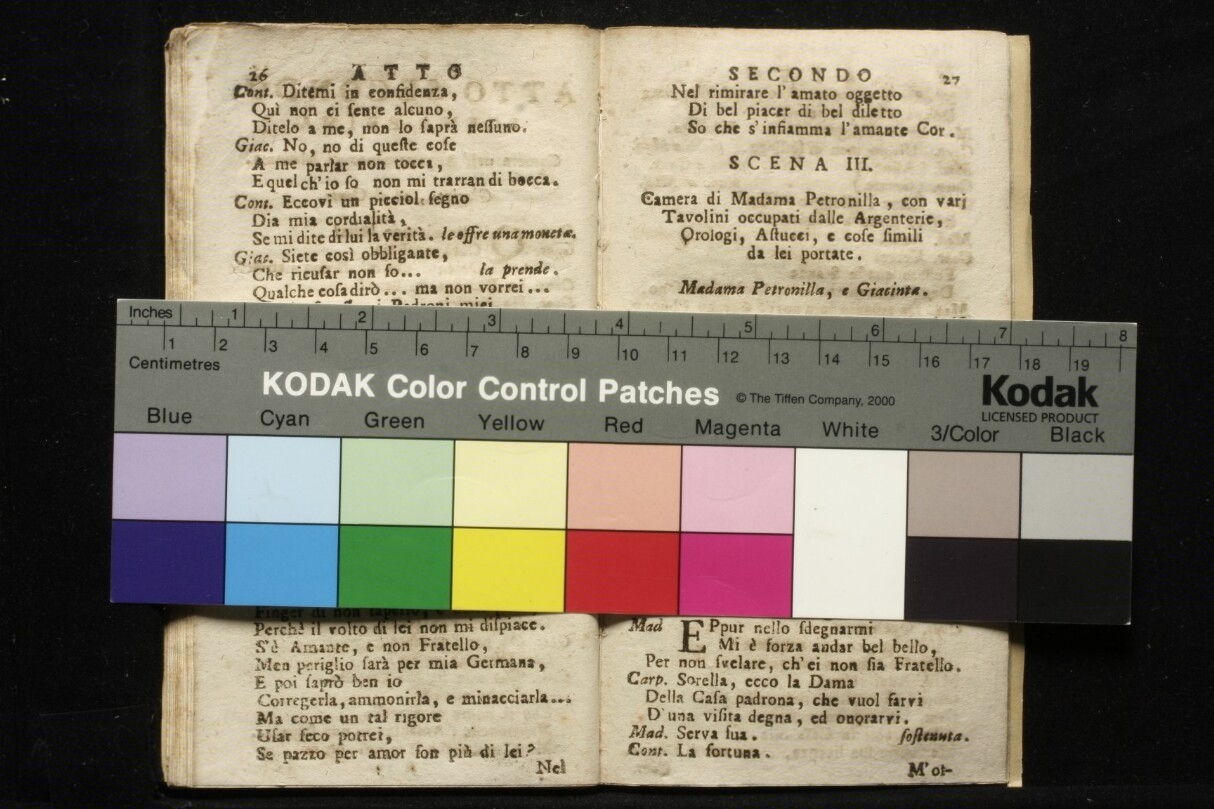 26 ATTO
Cont. Ditemi in confidenza,
Quì non ci ſente alcuno,
Ditelo a me, non lo ſaprà neſſuno.
Giac. No, no di queſte coſe
A me parlar non tocca,
E quel ch'io ſo non mi trarran di bocca.
Cont. Eccovi un picciol ſegno
Dia mia cordialità,
Se mi dite di lui la verità. le offre una moneta.
Giac. Siete così obbligante,
Che ricuſar non ſo... la prende.
Qualche coſa dirò... ma non vorrei...
Padroni miei
Finger di non ſaperlo,
Perchè il volto di lei non mi diſpiace.
S'è Amante, e non Fratello,
Men periglio ſarà per mia Germana,
E poi ſaprò ben io
Corregerla, ammonirla, e minacciarla...
Ma come un tal rigore
Uſar ſeco potrei,
Se pazzo per amor ſon più di lei?
Nel
SECONDO 27
Nel rimirare l'amato oggetto
Di bel piacer di bel diletto
So che s'infiamma l'amante Cor.
SCENA III.
Camera di Madama Petronilla, con varj
Tavolini occupati dalle Argenterie,
Orologi, Aſtucci, e coſe ſimili
da lei portate.
Madama Petronilla, e Giacinta.
Mad EPpur nello ſdegnarmi
Mi è forza andar bel bello,
Per non ſvelare, ch'ei non ſia Fratello.
Carp. Sorella, ecco la Dama
Della Caſa padrona, che vuol farvi
D'una viſita degna, ed onorarvi.
Mad. Serva ſua. ſoſtenuta.
Cont. La fortuna.
M'ot-
Inches 1 2 3 4 5 6 7 8
1 2 3 4 5 6 7 8 9 10 11 12 13 14 15 16 17 18 19
Centimetres
KODAK Color Control Patches © The Tiffen Company, 2000
Kodak
LICENSED PRODUCT
Blue Cyan Green Yellow Red Magenta White 3/Color Black